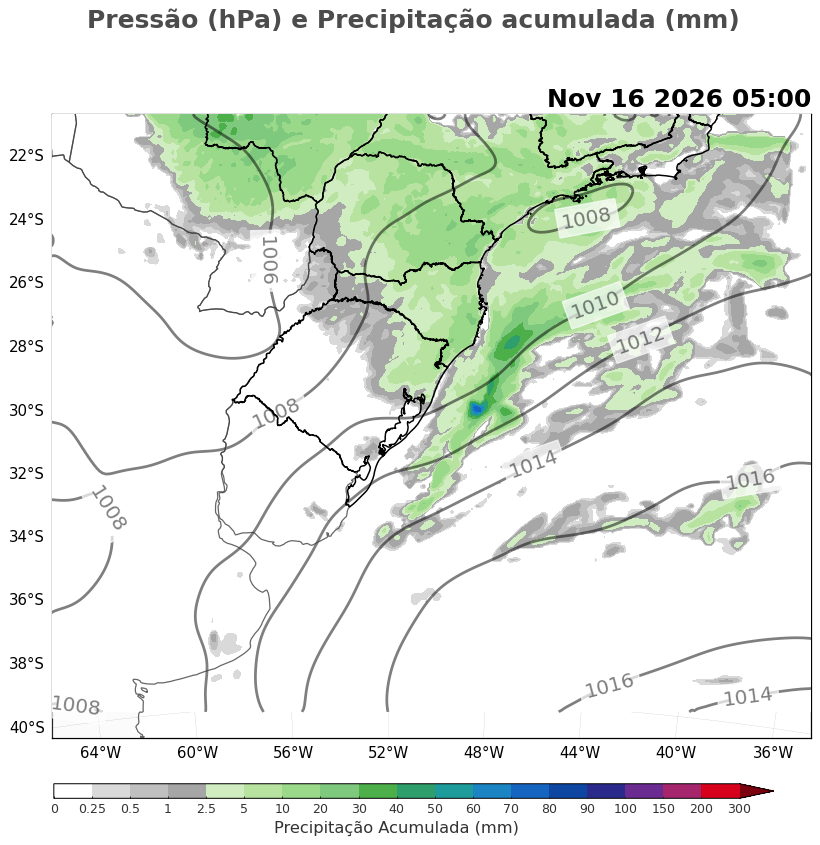 Pressão (hPa) e Precipitação acumulada (mm)
Nov 16 2026 05:00
22°S
24°S
26°S
28°S
30°S
32°S
34°S
36°S
38°S
40°S
1008
1006
1010
1012
1008
1014
1016
1008
1016
1014
1008
64°W 60°W 56°W 52°W 48°W 44°W 40°W 36°W
0 0.25 0.5 1 2.5 5 10 20 30 40 50 60 70 80 90 100 150 200 300
Precipitação Acumulada (mm)